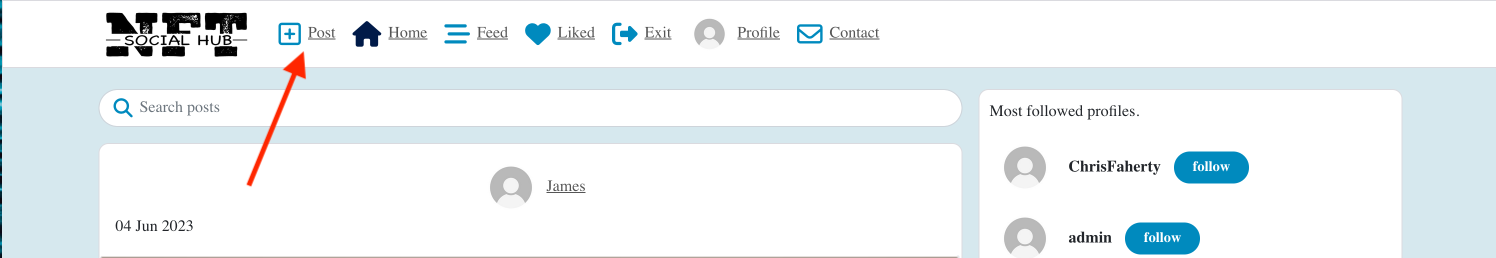 NFT
SOCIAL HUB
Post Home Feed Liked Exit Profile Contact
Search posts
James
04 Jun 2023
Most followed profiles.
ChrisFaherty follow
admin follow